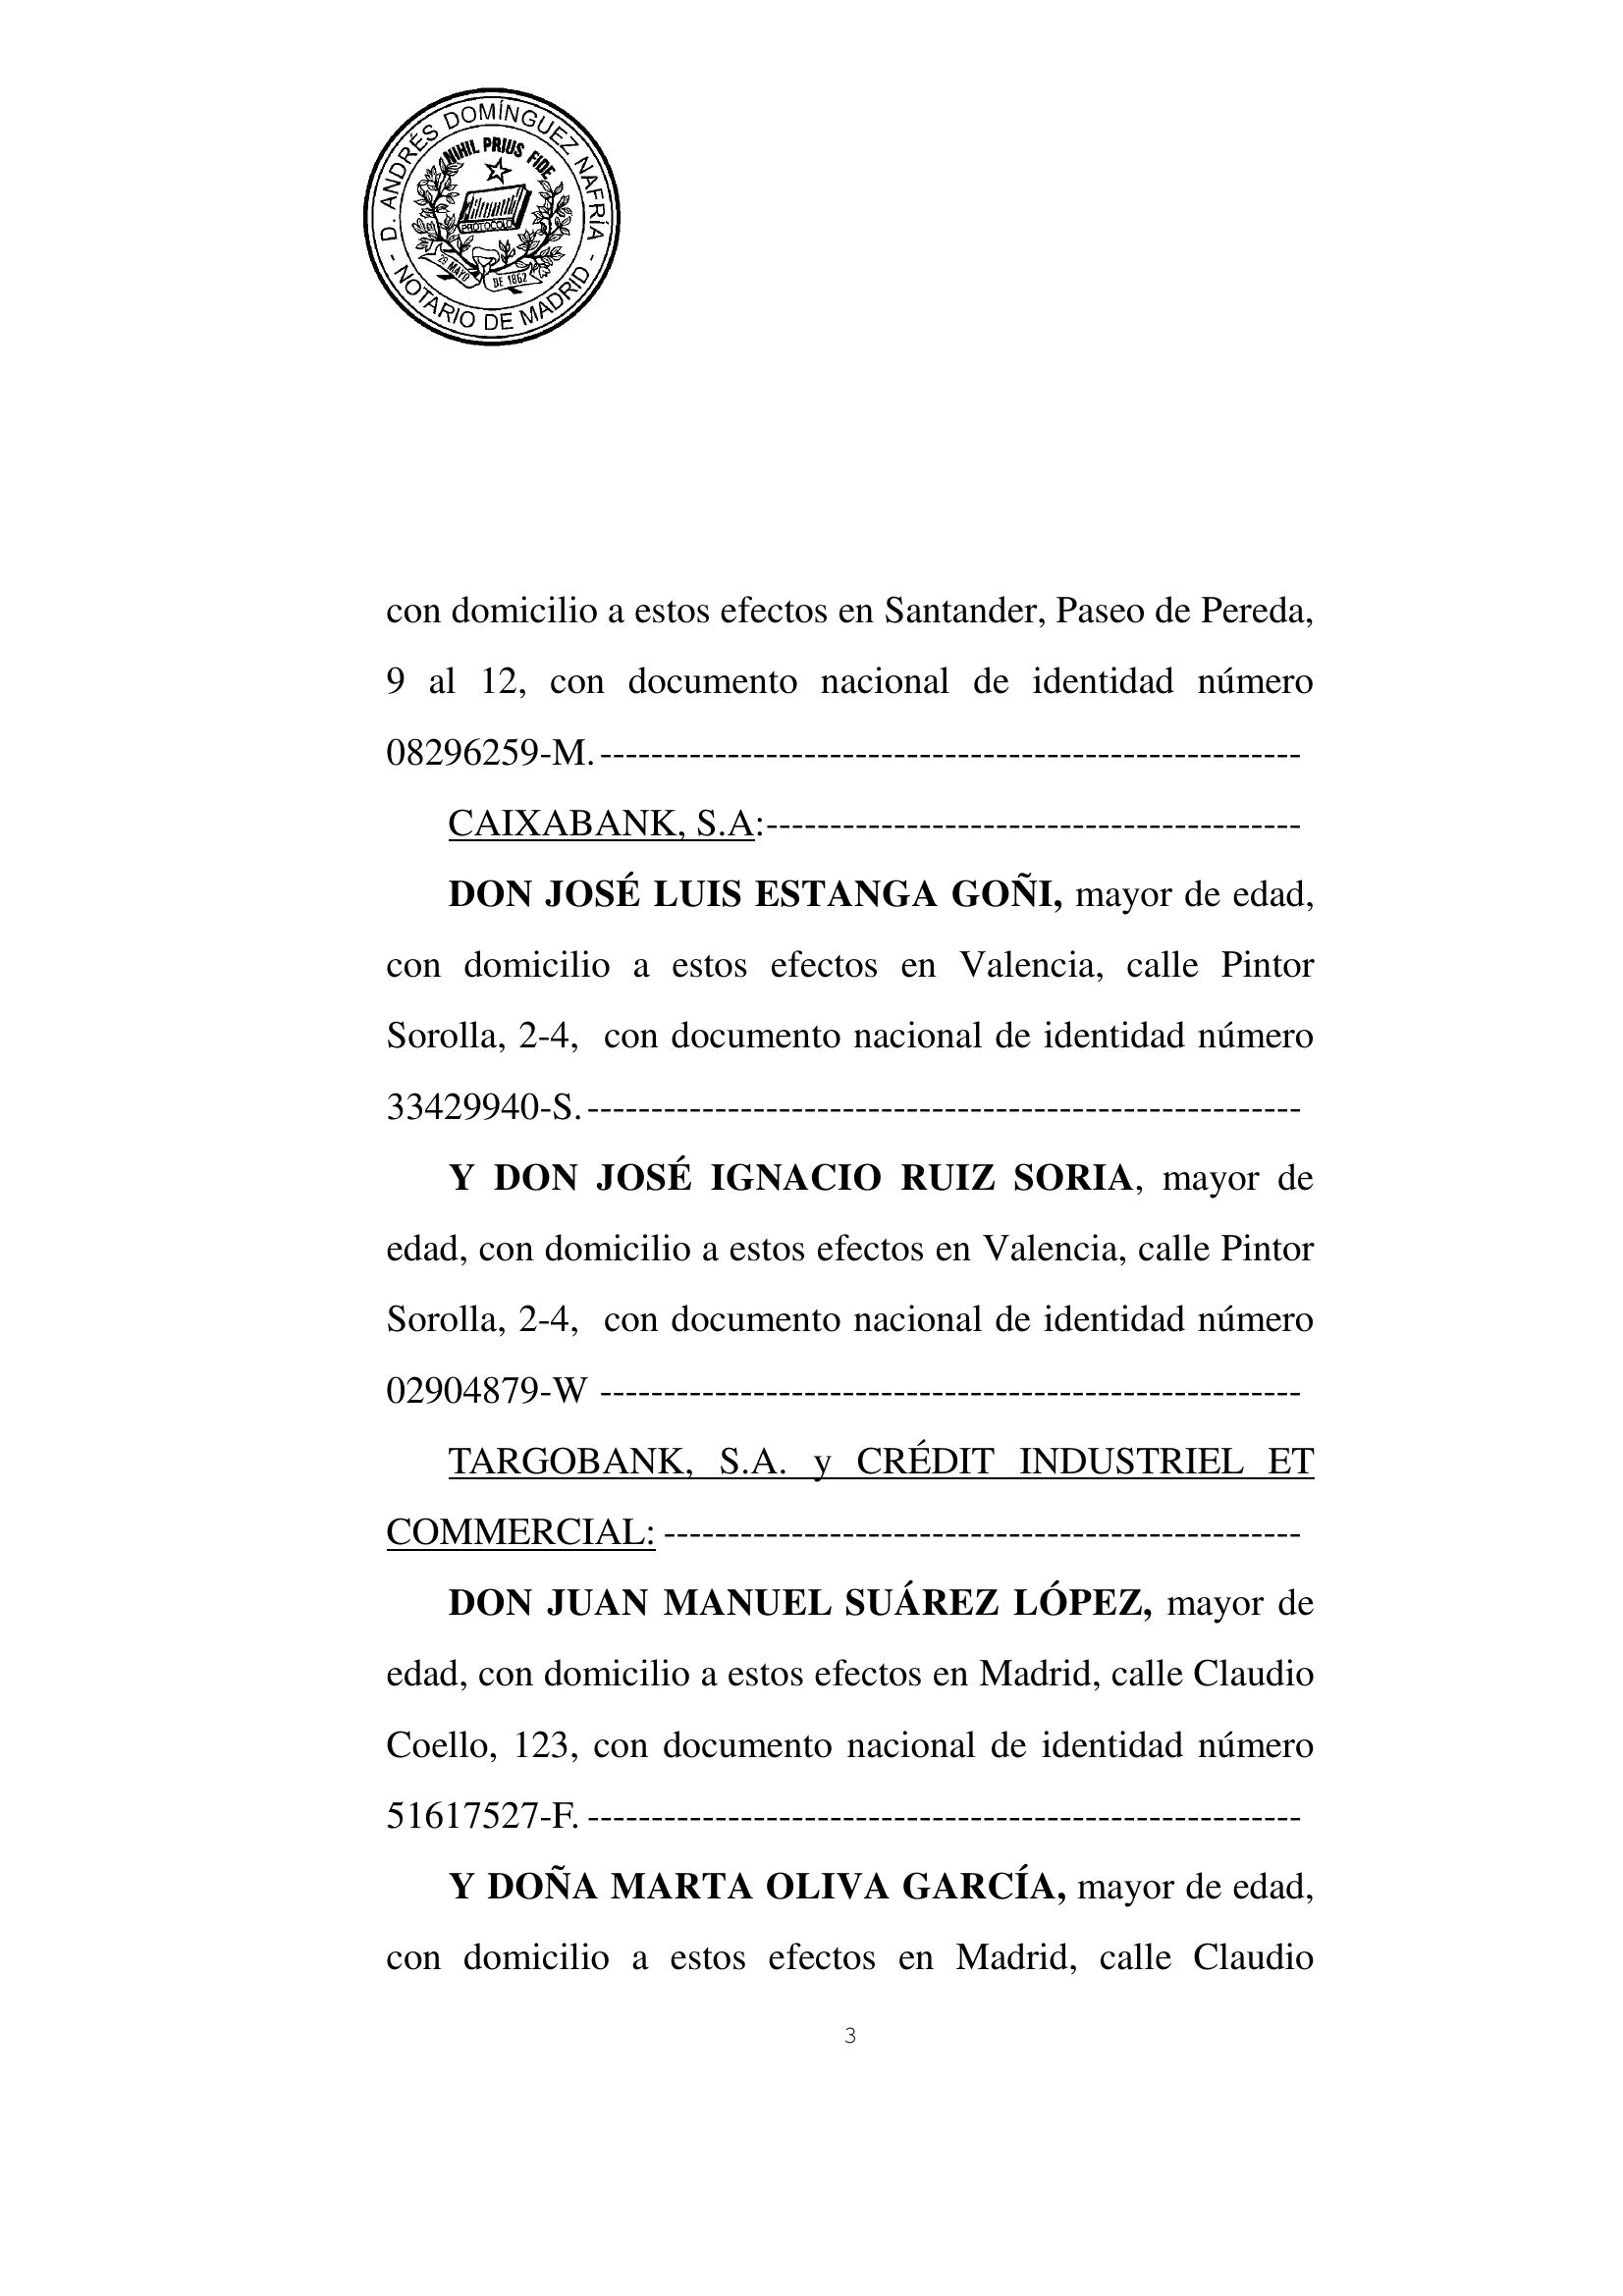 D. ANDRÉS DOMÍNGUEZ NAFRÍA
- NOTARIO DE MADRID -
NIHIL PRIUS FIDE
PROTOCOLO
29 MAYO
DE 1862
con domicilio a estos efectos en Santander, Paseo de Pereda,
9 al 12, con documento nacional de identidad número
08296259-M. -------------------------------------------------------
CAIXABANK, S.A:------------------------------------------
DON JOSÉ LUIS ESTANGA GOÑI, mayor de edad,
con domicilio a estos efectos en Valencia, calle Pintor
Sorolla, 2-4, con documento nacional de identidad número
33429940-S. --------------------------------------------------------
Y DON JOSÉ IGNACIO RUIZ SORIA, mayor de
edad, con domicilio a estos efectos en Valencia, calle Pintor
Sorolla, 2-4, con documento nacional de identidad número
02904879-W -------------------------------------------------------
TARGOBANK, S.A. y CRÉDIT INDUSTRIEL ET
COMMERCIAL: --------------------------------------------------
DON JUAN MANUEL SUÁREZ LÓPEZ, mayor de
edad, con domicilio a estos efectos en Madrid, calle Claudio
Coello, 123, con documento nacional de identidad número
51617527-F. --------------------------------------------------------
Y DOÑA MARTA OLIVA GARCÍA, mayor de edad,
con domicilio a estos efectos en Madrid, calle Claudio
3